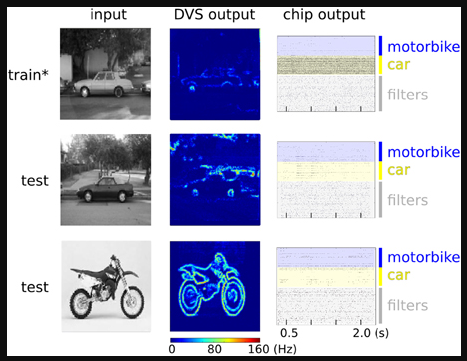 input DVS output chip output
train*
motorbike
car
filters
test
motorbike
car
filters
test
motorbike
car
filters
0.5 2.0 (s)
0 80 160 (Hz)